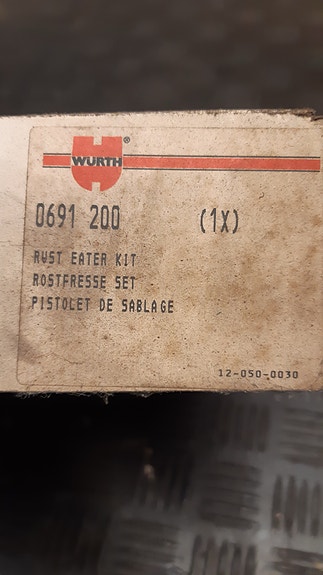 ®
WÜRTH
0691 200 (1X)
RUST EATER KIT
ROSTFRESSE SET
PISTOLET DE SABLAGE
12-050-0030